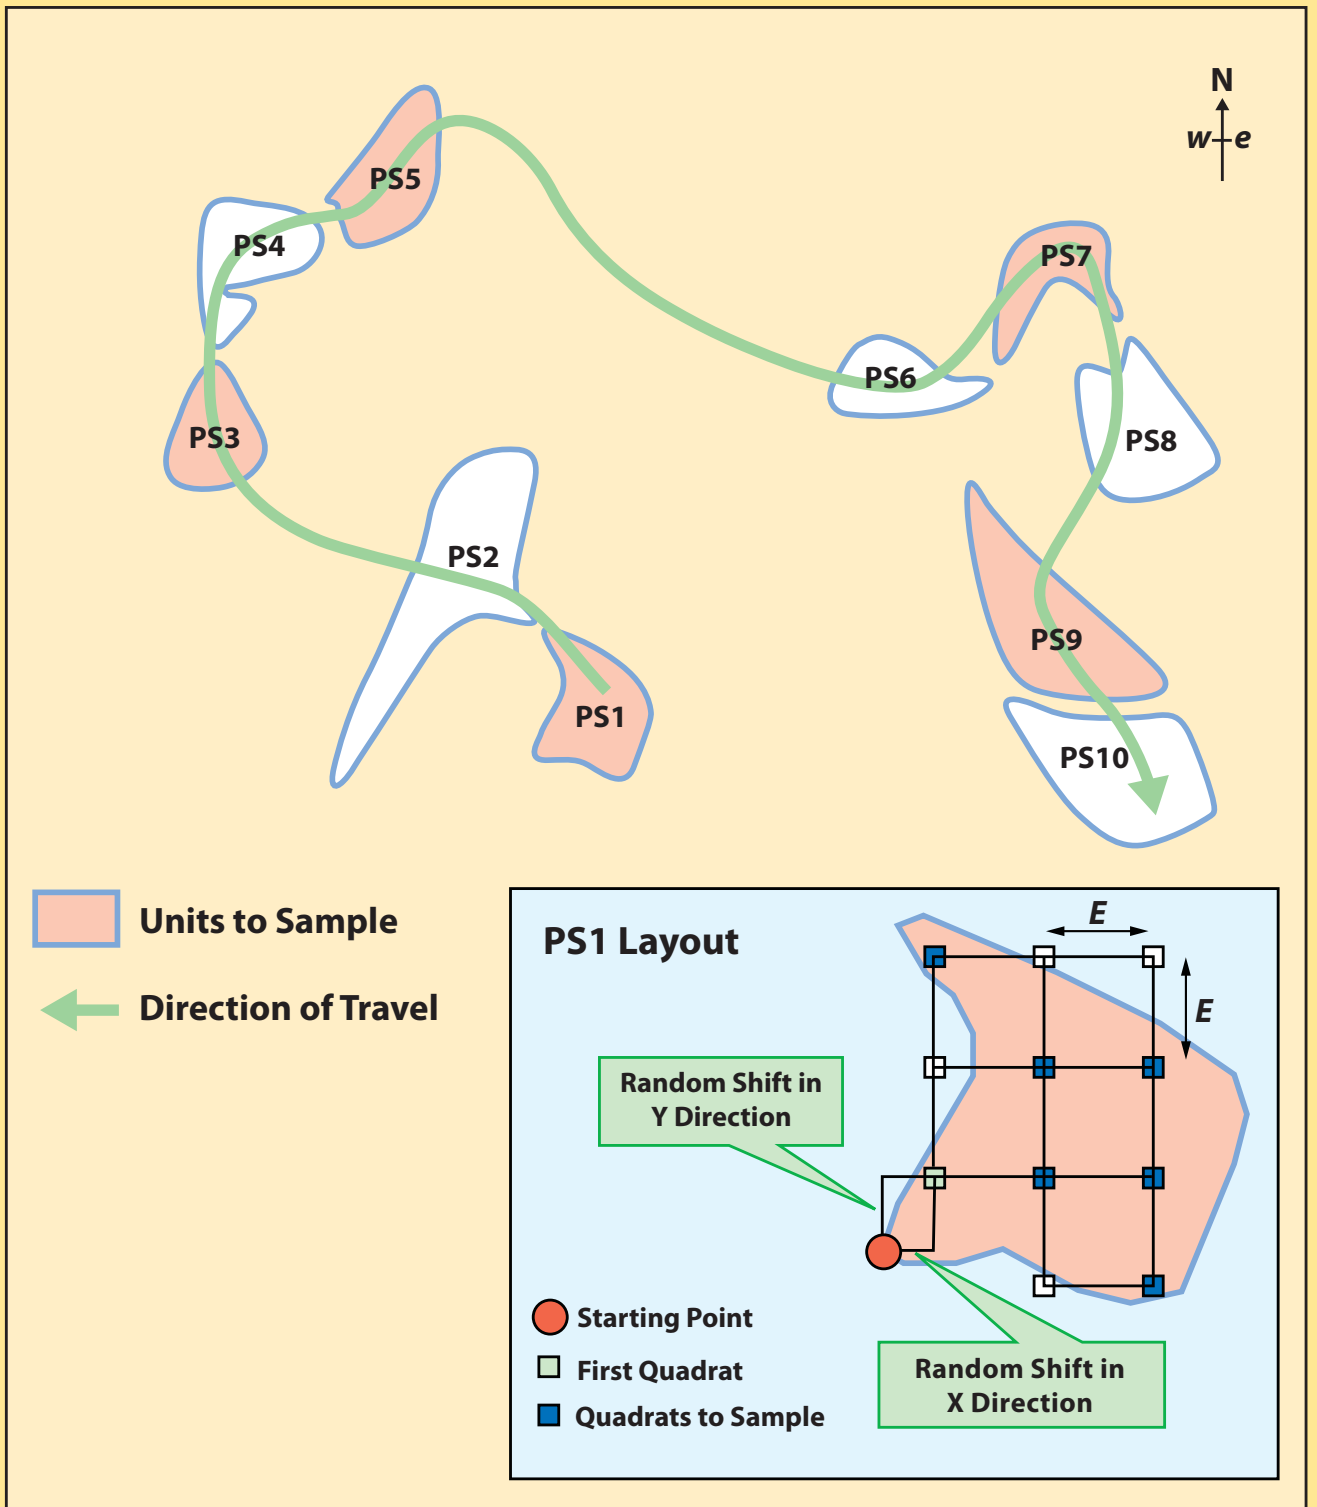 N
w e
PS5
PS4
PS7
PS6
PS3
PS8
PS2
PS9
PS1
PS10
Units to Sample
Direction of Travel
PS1 Layout
E
E
Random Shift in
Y Direction
Starting Point
First Quadrat
Quadrats to Sample
Random Shift in
X Direction